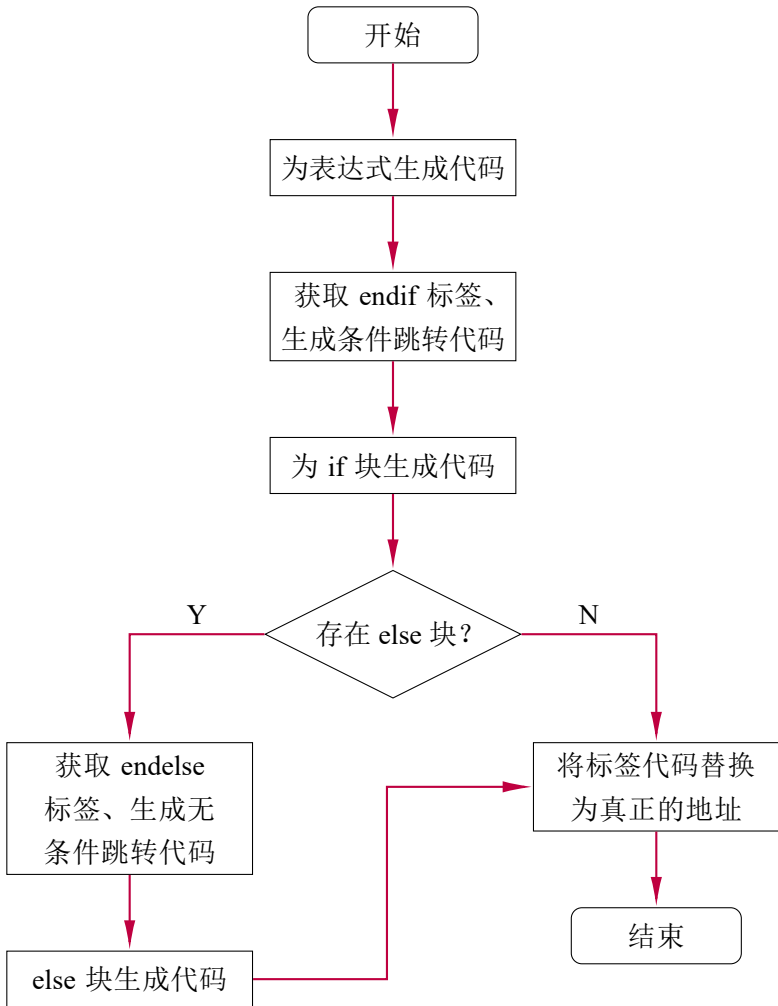 开始
为表达式生成代码
获取 endif 标签、
生成条件跳转代码
为 if 块生成代码
存在 else 块?
Y
N
获取 endelse
标签、生成无
条件跳转代码
else 块生成代码
将标签代码替换
为真正的地址
结束